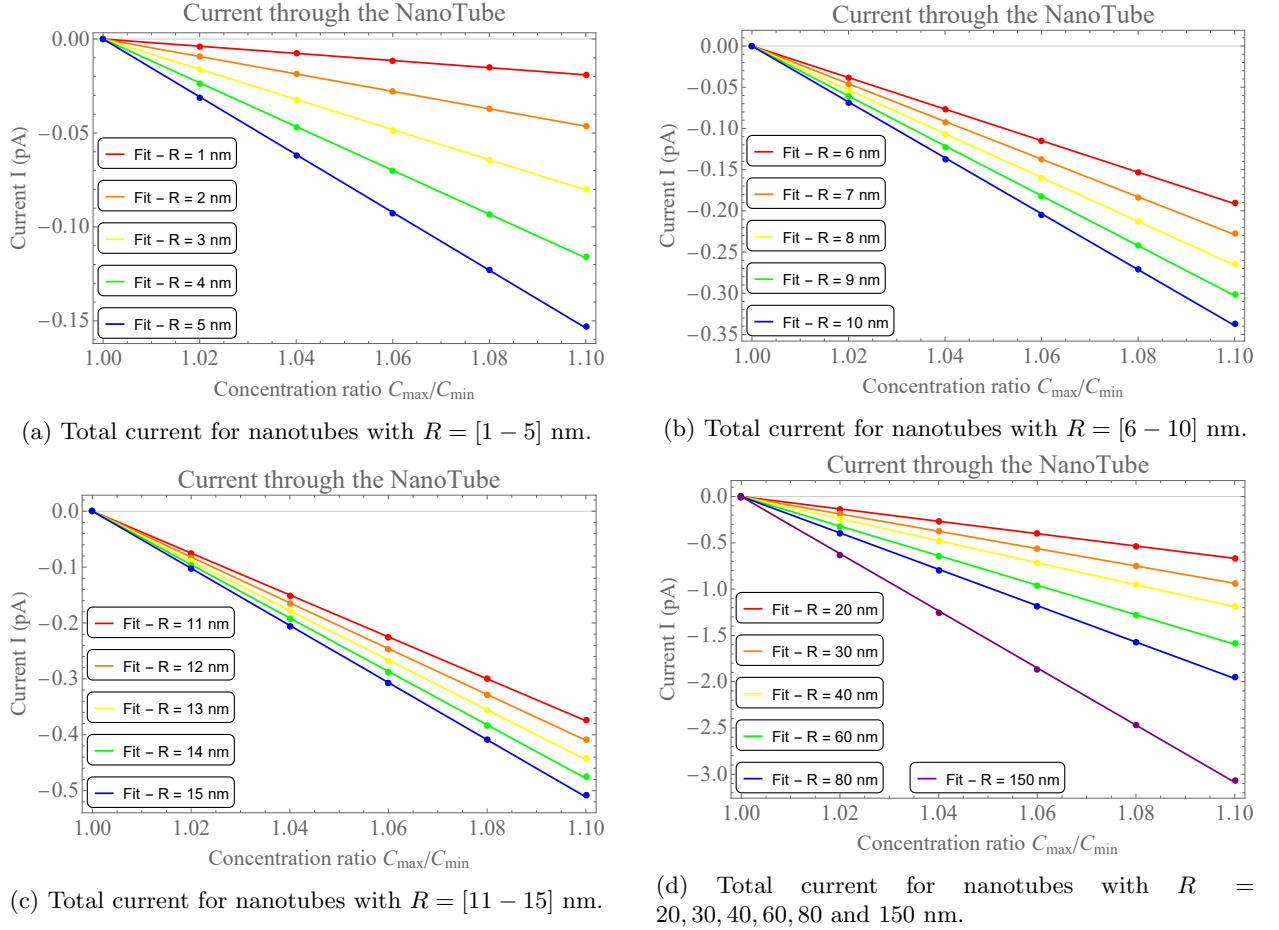 Current through the NanoTube
0.00
−0.05
−0.10
−0.15
Current I (pA)
Fit − R = 1 nm
Fit − R = 2 nm
Fit − R = 3 nm
Fit − R = 4 nm
Fit − R = 5 nm
1.00 1.02 1.04 1.06 1.08 1.10
Concentration ratio C_max/C_min
(a) Total current for nanotubes with R = [1 − 5] nm.
Current through the NanoTube
0.00
−0.05
−0.10
−0.15
−0.20
−0.25
−0.30
−0.35
Current I (pA)
Fit − R = 6 nm
Fit − R = 7 nm
Fit − R = 8 nm
Fit − R = 9 nm
Fit − R = 10 nm
1.00 1.02 1.04 1.06 1.08 1.10
Concentration ratio C_max/C_min
(b) Total current for nanotubes with R = [6 − 10] nm.
Current through the NanoTube
0.0
−0.1
−0.2
−0.3
−0.4
−0.5
Current I (pA)
Fit − R = 11 nm
Fit − R = 12 nm
Fit − R = 13 nm
Fit − R = 14 nm
Fit − R = 15 nm
1.00 1.02 1.04 1.06 1.08 1.10
Concentration ratio C_max/C_min
(c) Total current for nanotubes with R = [11 − 15] nm.
Current through the NanoTube
0.0
−0.5
−1.0
−1.5
−2.0
−2.5
−3.0
Current I (pA)
Fit − R = 20 nm
Fit − R = 30 nm
Fit − R = 40 nm
Fit − R = 60 nm
Fit − R = 80 nm
Fit − R = 150 nm
1.00 1.02 1.04 1.06 1.08 1.10
Concentration ratio C_max/C_min
(d) Total current for nanotubes with R =
20, 30, 40, 60, 80 and 150 nm.